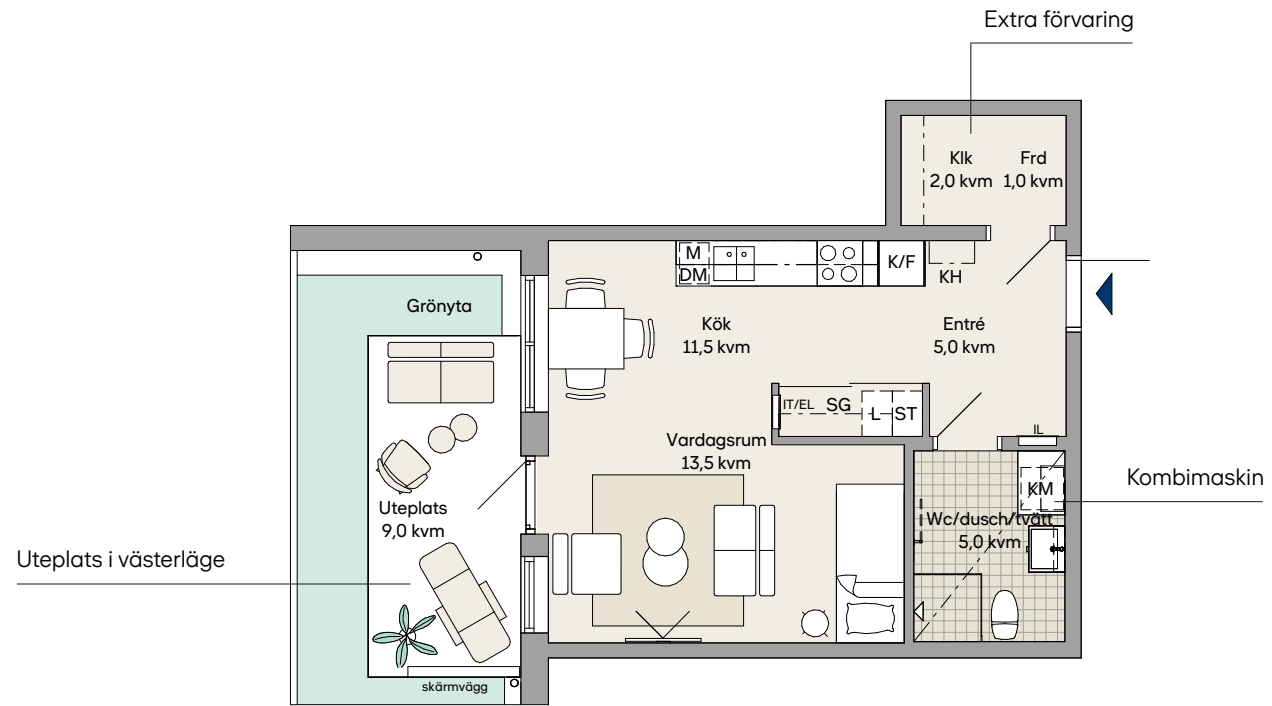 Extra förvaring
Klk
2,0 kvm
Frd
1,0 kvm
M
DM
K/F
KH
Grönyta
Kök
11,5 kvm
Entré
5,0 kvm
IT/EL
SG
L
ST
IL
Vardagsrum
13,5 kvm
KM
Kombimaskin
Uteplats
9,0 kvm
Wc/dusch/tvätt
5,0 kvm
Uteplats i västerläge
skärmvägg